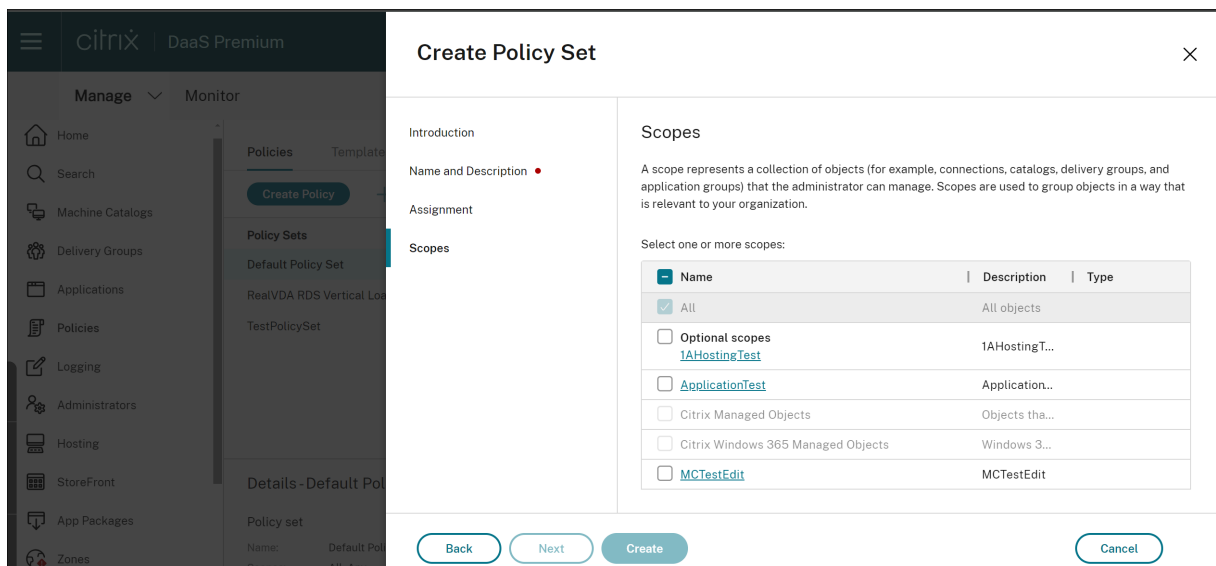 citrix DaaS Premium
Manage Monitor
Home
Search
Machine Catalogs
Delivery Groups
Applications
Policies
Logging
Administrators
Hosting
StoreFront
App Packages
Zones
Policies Template
Create Policy
Policy Sets
Default Policy Set
RealVDA RDS Vertical Loa
TestPolicySet
Details - Default Pol
Policy set
Name: Default Poli
Create Policy Set
Introduction
Name and Description
Assignment
Scopes
Scopes
A scope represents a collection of objects (for example, connections, catalogs, delivery groups, and
application groups) that the administrator can manage. Scopes are used to group objects in a way that
is relevant to your organization.
Select one or more scopes:
Name Description Type
All All objects
Optional scopes
1AHostingTest 1AHostingT...
ApplicationTest Application...
Citrix Managed Objects Objects tha...
Citrix Windows 365 Managed Objects Windows 3...
MCTestEdit MCTestEdit
Back Next Create Cancel